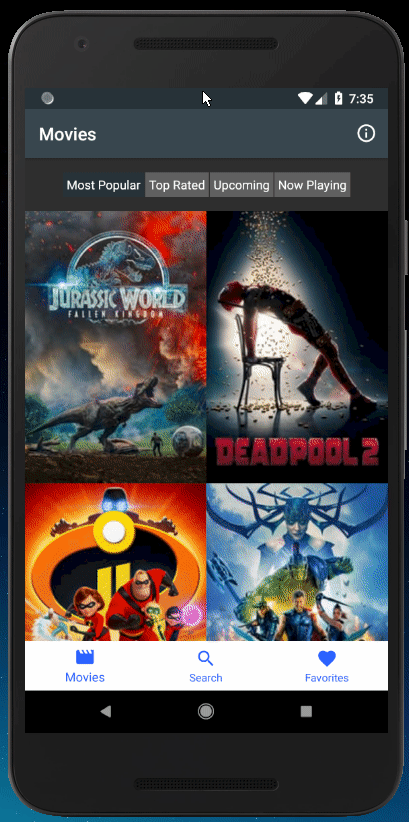 7:35
Movies
Most Popular Top Rated Upcoming Now Playing
JURASSIC WORLD
FALLEN KINGDOM
DEADPOOL 2
Movies Search Favorites